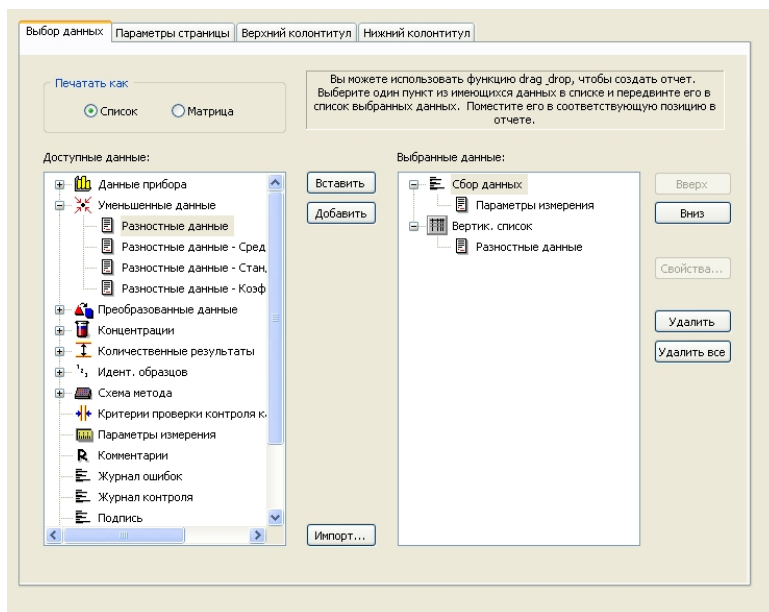 Выбор данных
Параметры страницы
Верхний колонтитул
Нижний колонтитул
Печатать как
Список
Матрица
Вы можете использовать функцию drag_drop, чтобы создать отчет.
Выберите один пункт из имеющихся данных в списке и передвинте его в
список выбранных данных. Поместите его в соответствующую позицию в
отчете.
Доступные данные:
Данные прибора
Уменьшенные данные
Разностные данные
Разностные данные - Сред
Разностные данные - Стан,
Разностные данные - Коэф
Преобразованные данные
Концентрации
Количественные результаты
Идент. образцов
Схема метода
Критерии проверки контроля к
Параметры измерения
Комментарии
Журнал ошибок
Журнал контроля
Подпись
Вставить
Добавить
Импорт...
Выбранные данные:
Сбор данных
Параметры измерения
Вертик. список
Разностные данные
Вверх
Вниз
Свойства...
Удалить
Удалить все